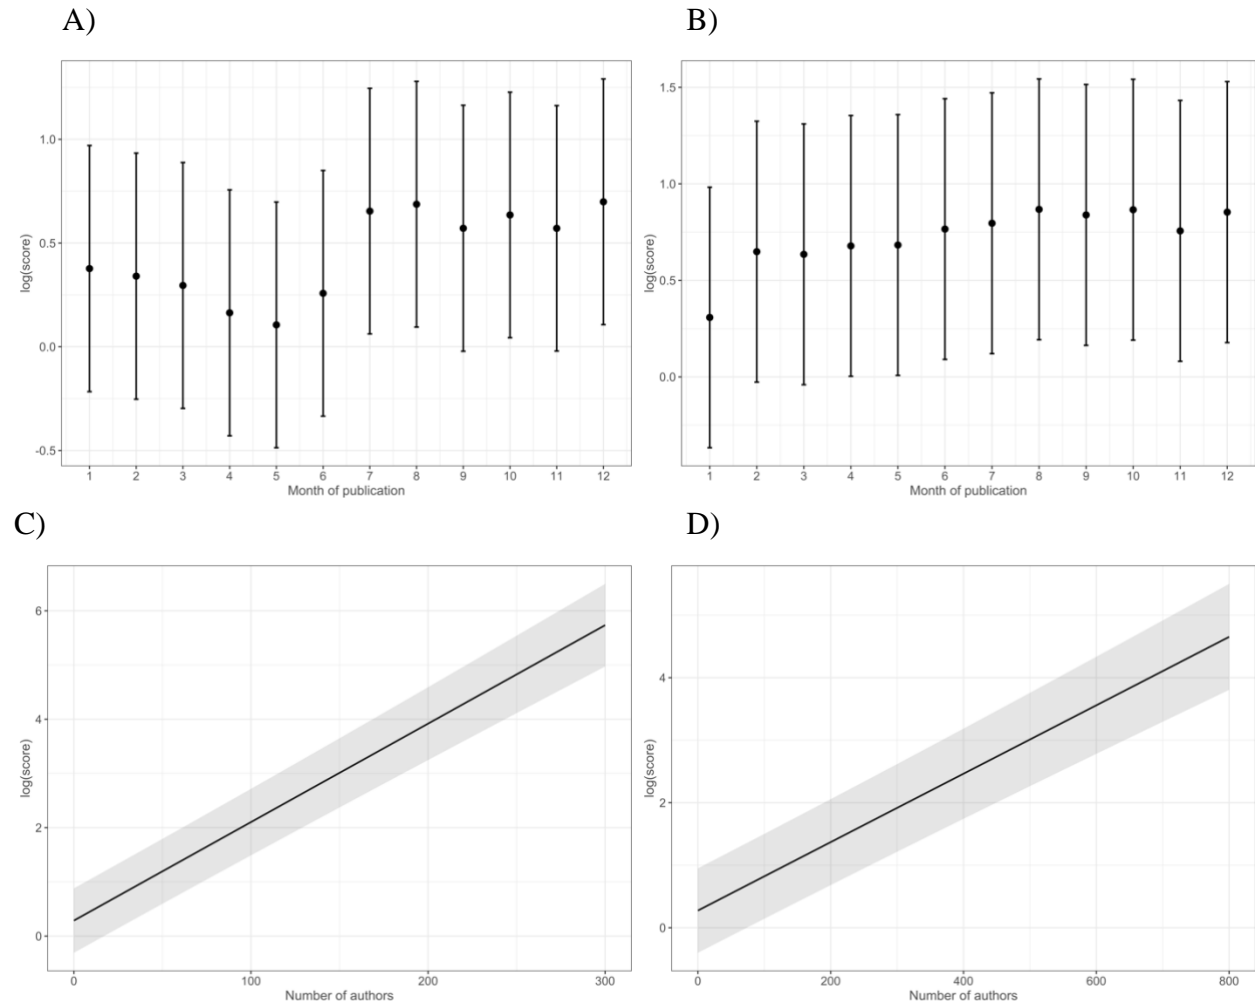 A)
B)
log(score)
1.0
0.5
0.0
-0.5
1 2 3 4 5 6 7 8 9 10 11 12
Month of publication
log(score)
1.5
1.0
0.5
0.0
1 2 3 4 5 6 7 8 9 10 11 12
Month of publication
C)
D)
log(score)
6
4
2
0
0 100 200 300
Number of authors
log(score)
4
2
0
0 200 400 600 800
Number of authors